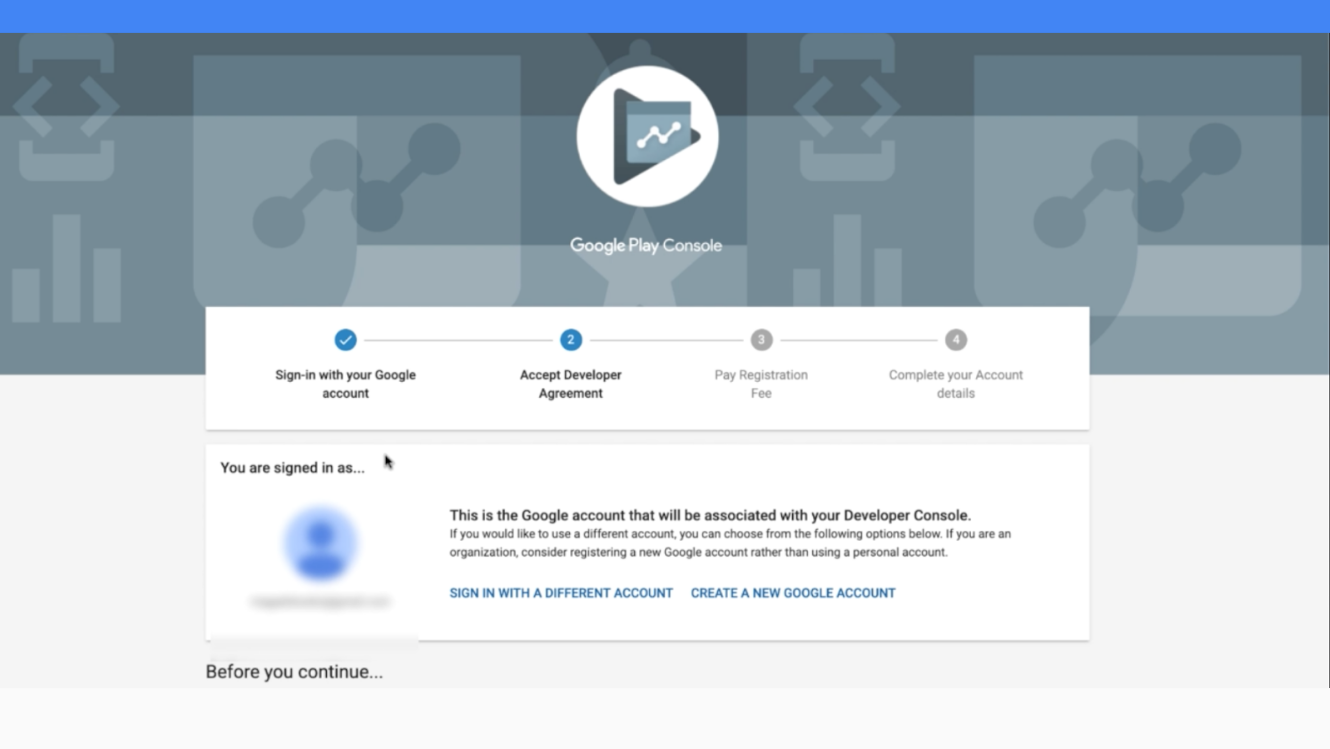 Google Play Console
2
3
4
Sign-in with your Google
account
Accept Developer
Agreement
Pay Registration
Fee
Complete your Account
details
You are signed in as...
This is the Google account that will be associated with your Developer Console.
If you would like to use a different account, you can choose from the following options below. If you are an
organization, consider registering a new Google account rather than using a personal account.
SIGN IN WITH A DIFFERENT ACCOUNT CREATE A NEW GOOGLE ACCOUNT
Before you continue...